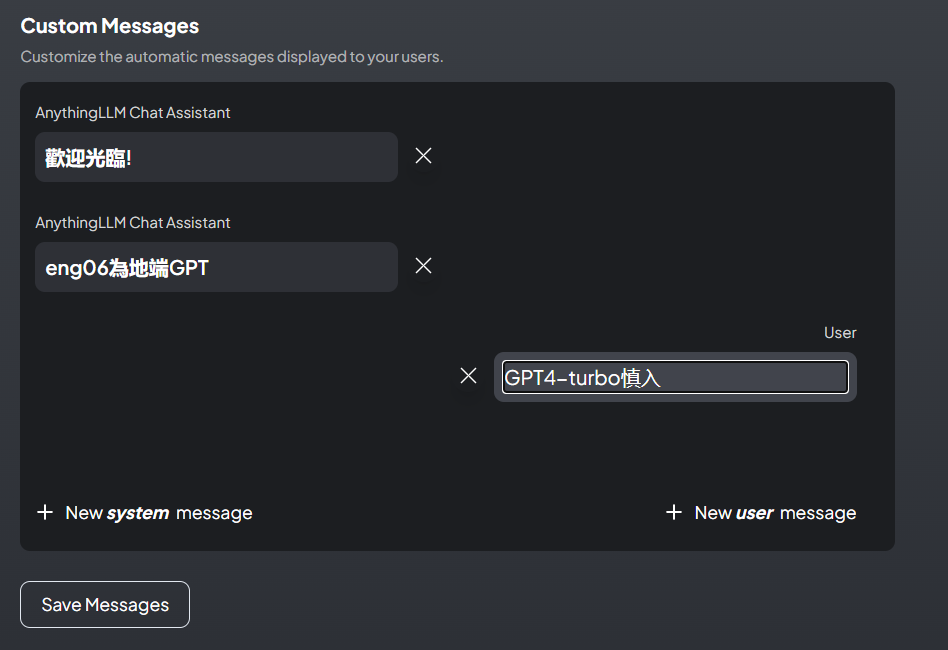 Custom Messages
Customize the automatic messages displayed to your users.
AnythingLLM Chat Assistant
歡迎光臨!
AnythingLLM Chat Assistant
eng06為地端GPT
User
GPT4-turbo慎入
New system message
New user message
Save Messages